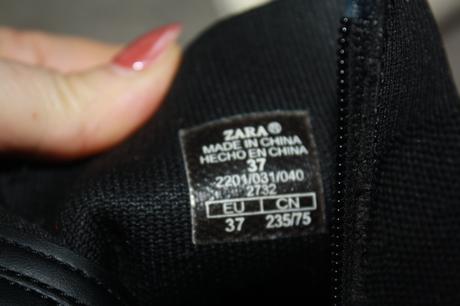 ZARA®
MADE IN CHINA
HECHO EN CHINA
37
2201/031/040
2732
EU CN
37 235/75